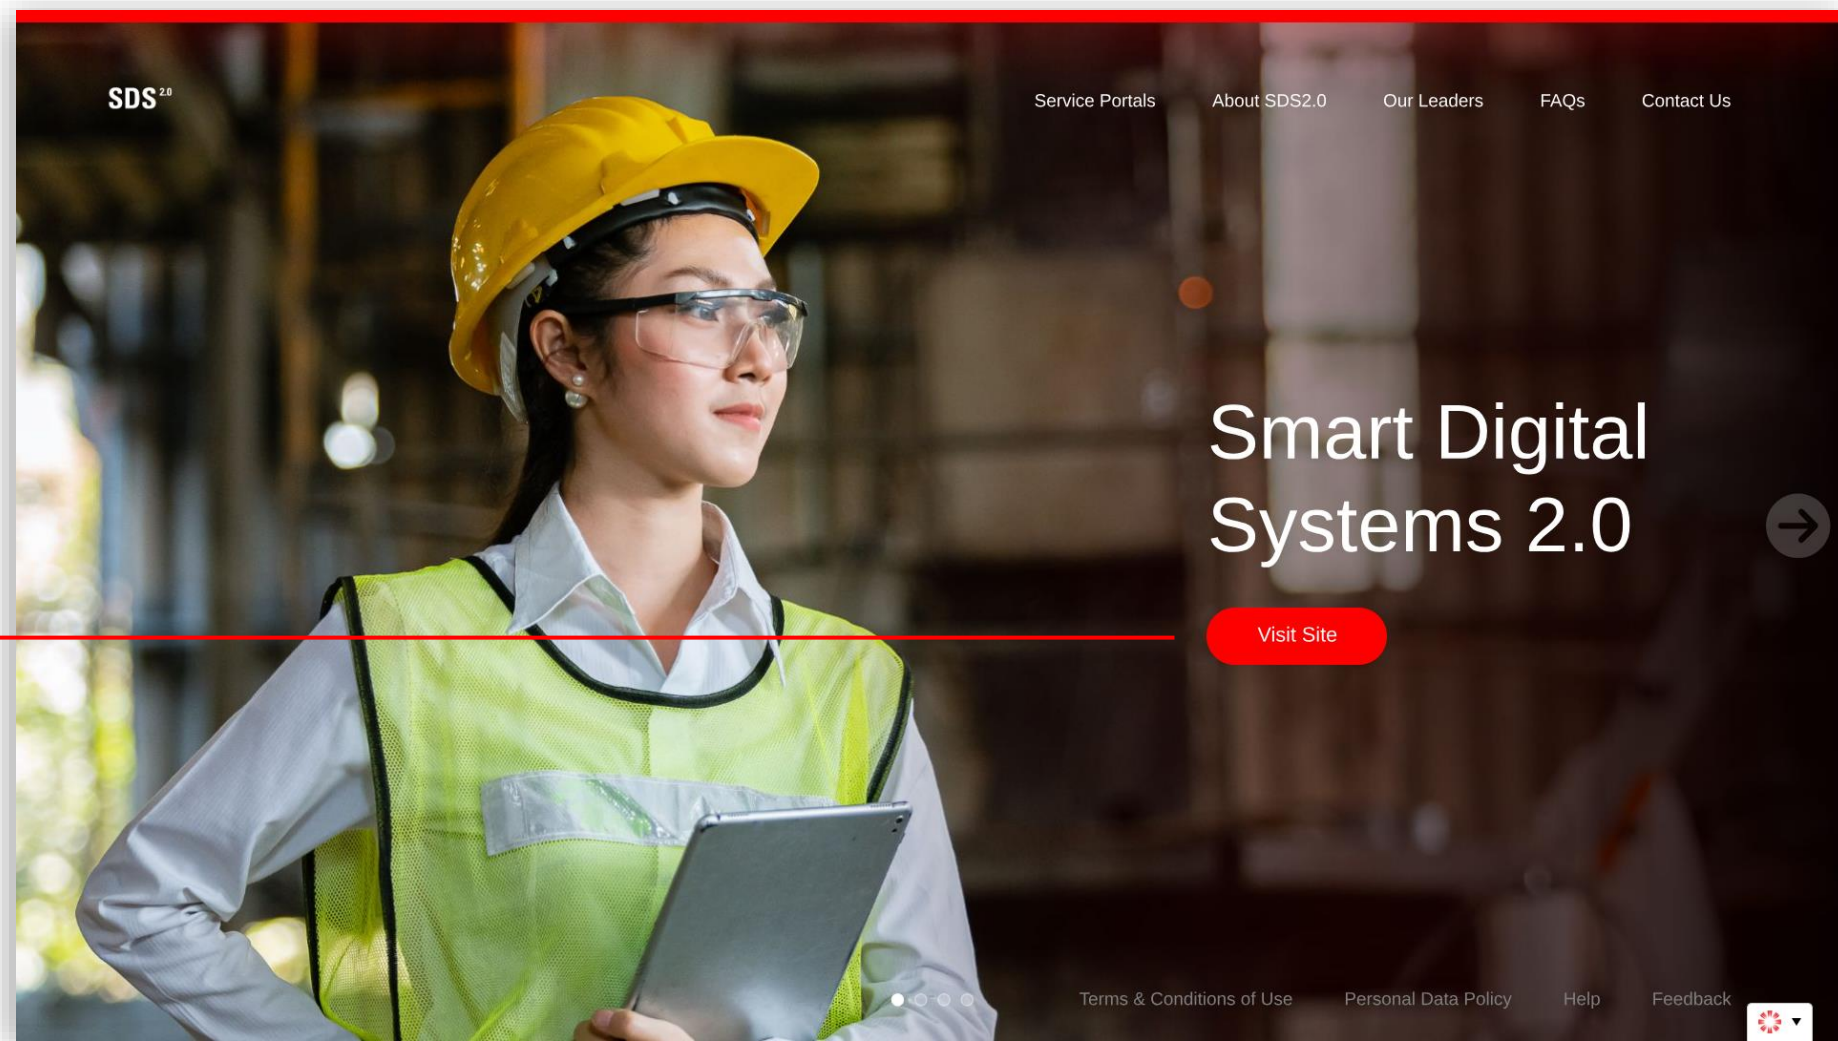 SDS 2.0
Service Portals About SDS2.0 Our Leaders FAQs Contact Us
Smart Digital
Systems 2.0
Visit Site
Terms & Conditions of Use Personal Data Policy Help Feedback